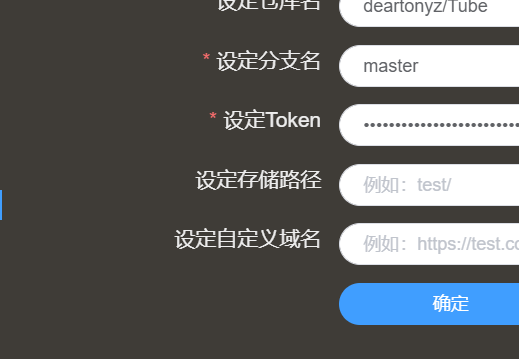 设定仓库名 deartonyz/Tube
* 设定分支名 master
* 设定Token ••••••••••••••••••••••••••
设定存储路径 例如：test/
设定自定义域名 例如：https://test.co
确定